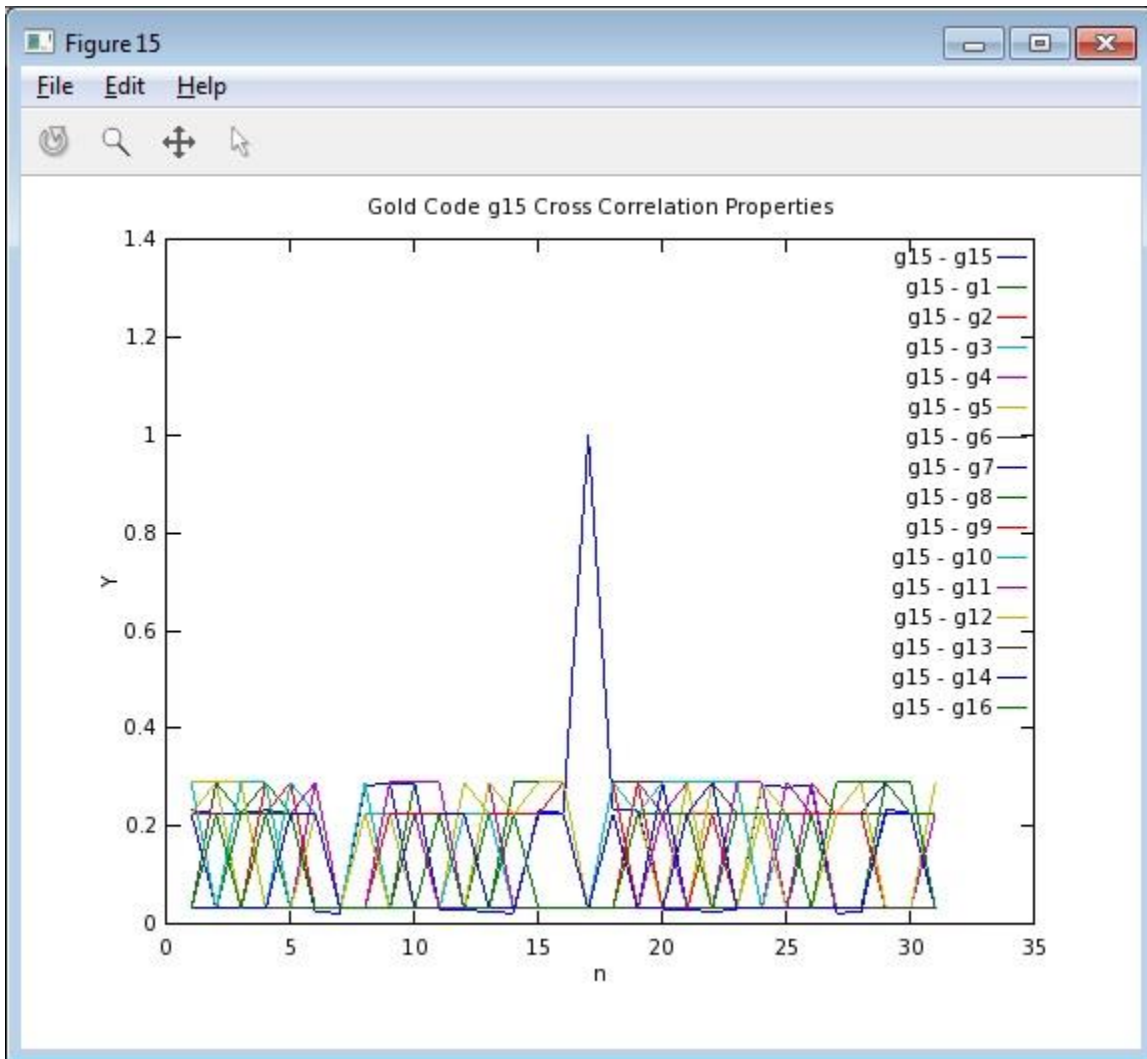 Figure 15
File Edit Help
Gold Code g15 Cross Correlation Properties
1.4
1.2
1
0.8
0.6
0.4
0.2
0
Y
g15 - g15
g15 - g1
g15 - g2
g15 - g3
g15 - g4
g15 - g5
g15 - g6
g15 - g7
g15 - g8
g15 - g9
g15 - g10
g15 - g11
g15 - g12
g15 - g13
g15 - g14
g15 - g16
0 5 10 15 20 25 30 35
n